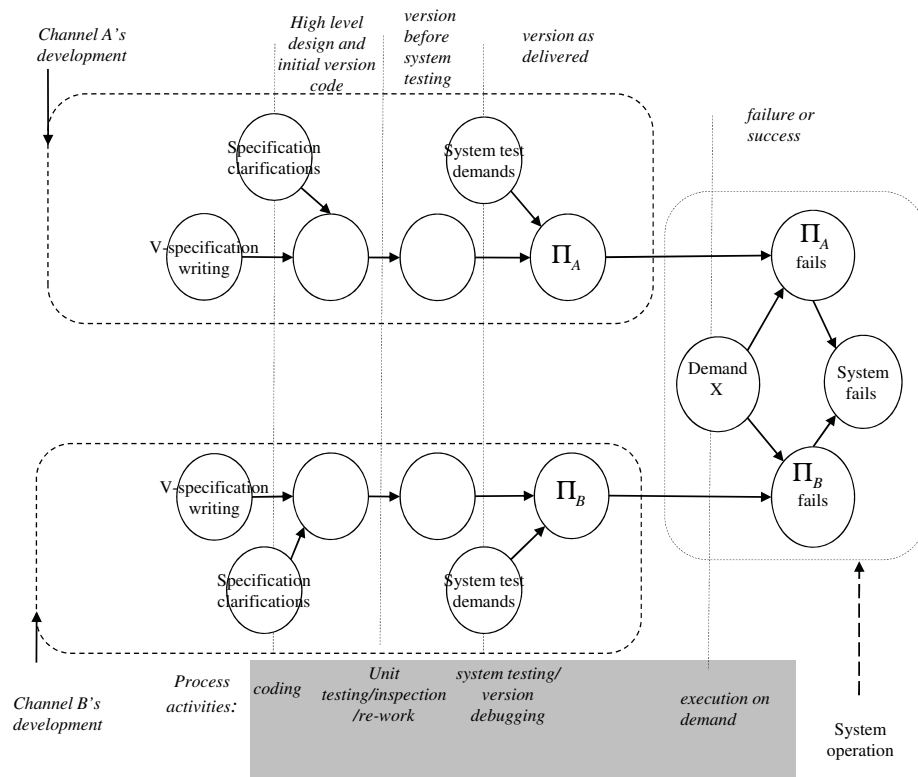 Channel A's
development
High level
design and
initial version
code
version
before
system
testing
version as
delivered
failure or
success
Specification
clarifications
System test
demands
V-specification
writing
Π_A
Π_A
fails
Demand
X
System
fails
V-specification
writing
Π_B
Π_B
fails
Specification
clarifications
System test
demands
Channel B's
development
Process
activities:
coding
Unit
testing/inspection
/re-work
system testing/
version
debugging
execution on
demand
System
operation